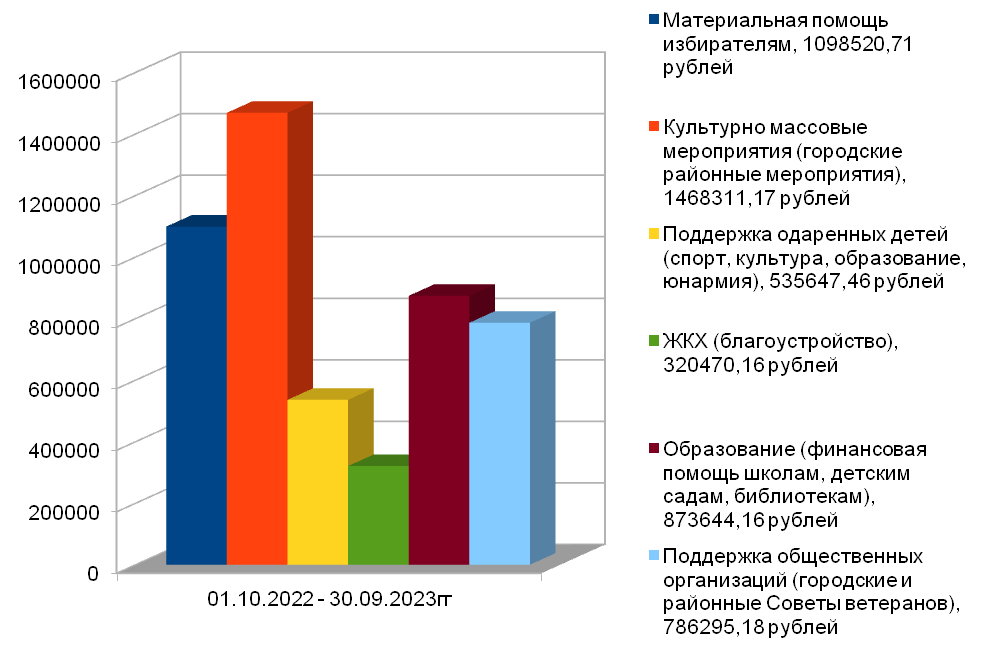 1600000
1400000
1200000
1000000
800000
600000
400000
200000
0
01.10.2022 - 30.09.2023гг
Материальная помощь
избирателям, 1098520,71
рублей
Культурно массовые
мероприятия (городские
районные мероприятия),
1468311,17 рублей
Поддержка одаренных детей
(спорт, культура, образование,
юнармия), 535647,46 рублей
ЖКХ (благоустройство),
320470,16 рублей
Образование (финансовая
помощь школам, детским
садам, библиотекам),
873644,16 рублей
Поддержка общественных
организаций (городские и
районные Советы ветеранов),
786295,18 рублей